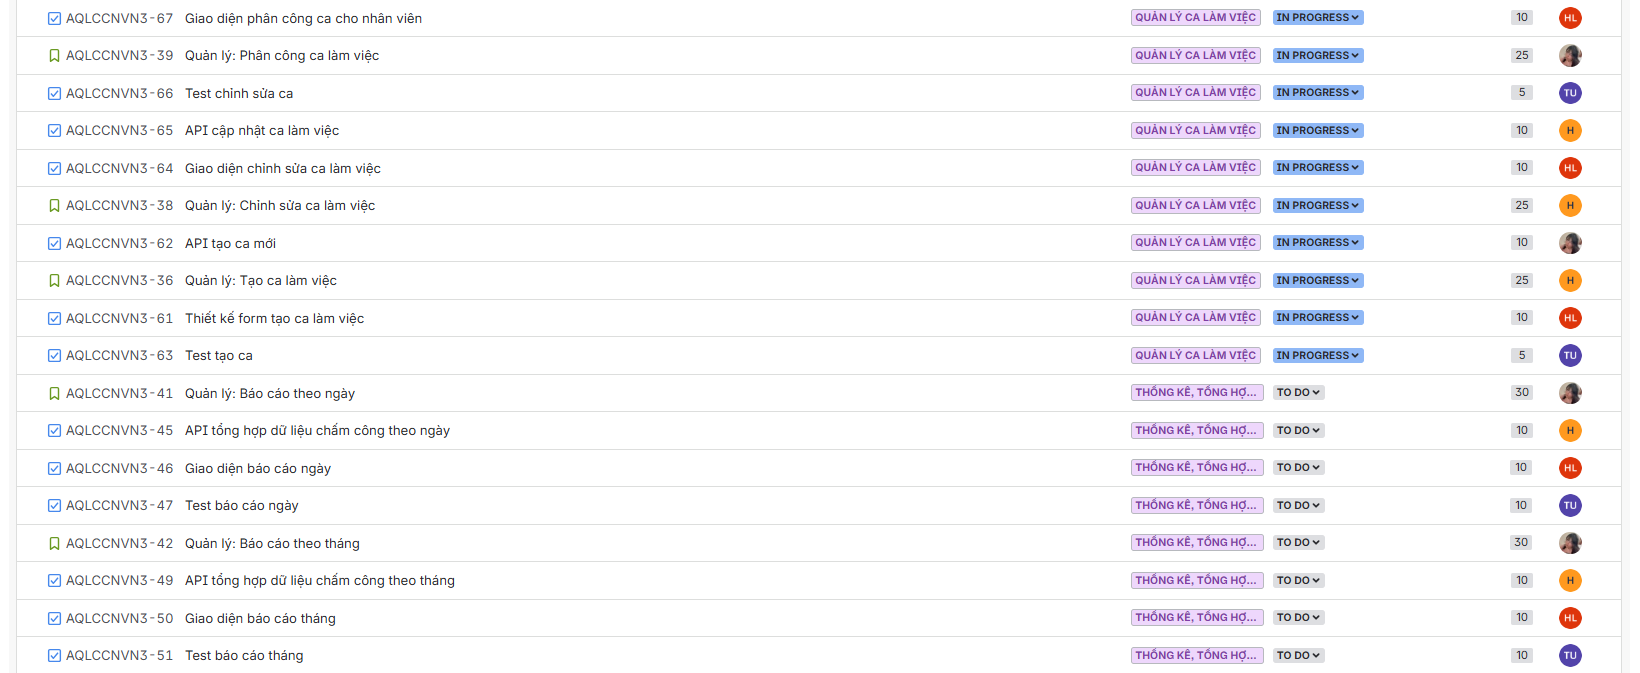 AQLCCNVN3-67 Giao diện phân công ca cho nhân viên QUẢN LÝ CA LÀM VIỆC IN PROGRESS 10 HL
AQLCCNVN3-39 Quản lý: Phân công ca làm việc QUẢN LÝ CA LÀM VIỆC IN PROGRESS 25
AQLCCNVN3-66 Test chỉnh sửa ca QUẢN LÝ CA LÀM VIỆC IN PROGRESS 5 TU
AQLCCNVN3-65 API cập nhật ca làm việc QUẢN LÝ CA LÀM VIỆC IN PROGRESS 10 H
AQLCCNVN3-64 Giao diện chỉnh sửa ca làm việc QUẢN LÝ CA LÀM VIỆC IN PROGRESS 10 HL
AQLCCNVN3-38 Quản lý: Chỉnh sửa ca làm việc QUẢN LÝ CA LÀM VIỆC IN PROGRESS 25 H
AQLCCNVN3-62 API tạo ca mới QUẢN LÝ CA LÀM VIỆC IN PROGRESS 10
AQLCCNVN3-36 Quản lý: Tạo ca làm việc QUẢN LÝ CA LÀM VIỆC IN PROGRESS 25 H
AQLCCNVN3-61 Thiết kế form tạo ca làm việc QUẢN LÝ CA LÀM VIỆC IN PROGRESS 10 HL
AQLCCNVN3-63 Test tạo ca QUẢN LÝ CA LÀM VIỆC IN PROGRESS 5 TU
AQLCCNVN3-41 Quản lý: Báo cáo theo ngày THỐNG KÊ, TỔNG HỢ... TO DO 30
AQLCCNVN3-45 API tổng hợp dữ liệu chấm công theo ngày THỐNG KÊ, TỔNG HỢ... TO DO 10 H
AQLCCNVN3-46 Giao diện báo cáo ngày THỐNG KÊ, TỔNG HỢ... TO DO 10 HL
AQLCCNVN3-47 Test báo cáo ngày THỐNG KÊ, TỔNG HỢ... TO DO 10 TU
AQLCCNVN3-42 Quản lý: Báo cáo theo tháng THỐNG KÊ, TỔNG HỢ... TO DO 30
AQLCCNVN3-49 API tổng hợp dữ liệu chấm công theo tháng THỐNG KÊ, TỔNG HỢ... TO DO 10 H
AQLCCNVN3-50 Giao diện báo cáo tháng THỐNG KÊ, TỔNG HỢ... TO DO 10 HL
AQLCCNVN3-51 Test báo cáo tháng THỐNG KÊ, TỔNG HỢ... TO DO 10 TU